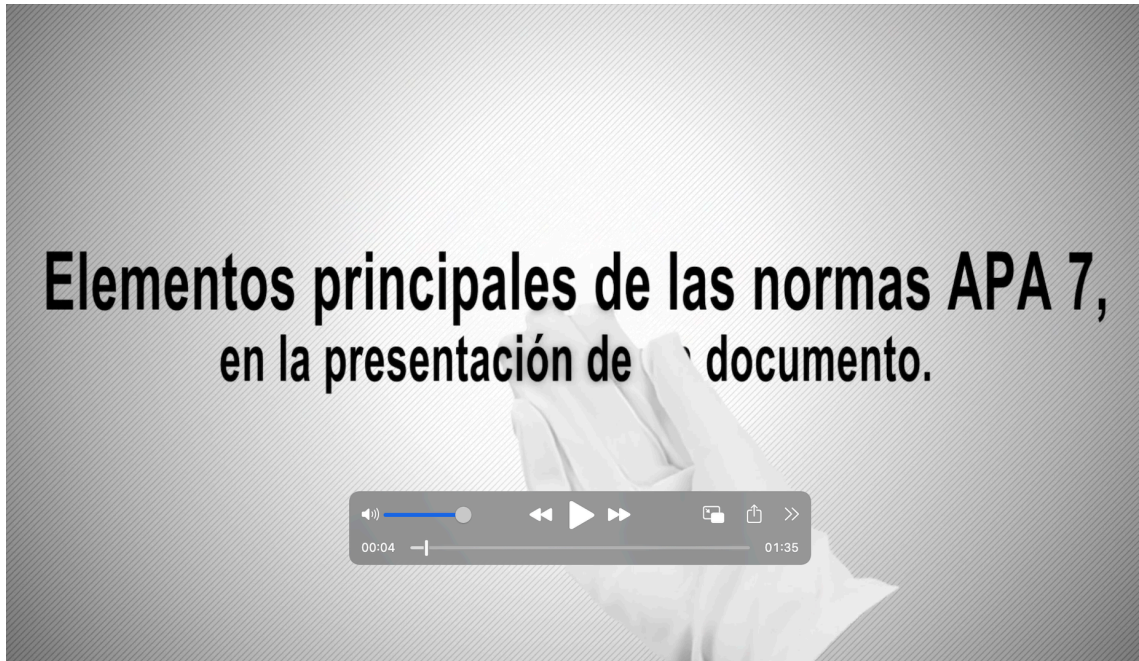 Elementos principales de las normas APA 7,
en la presentación de documento.
00:04
01:35